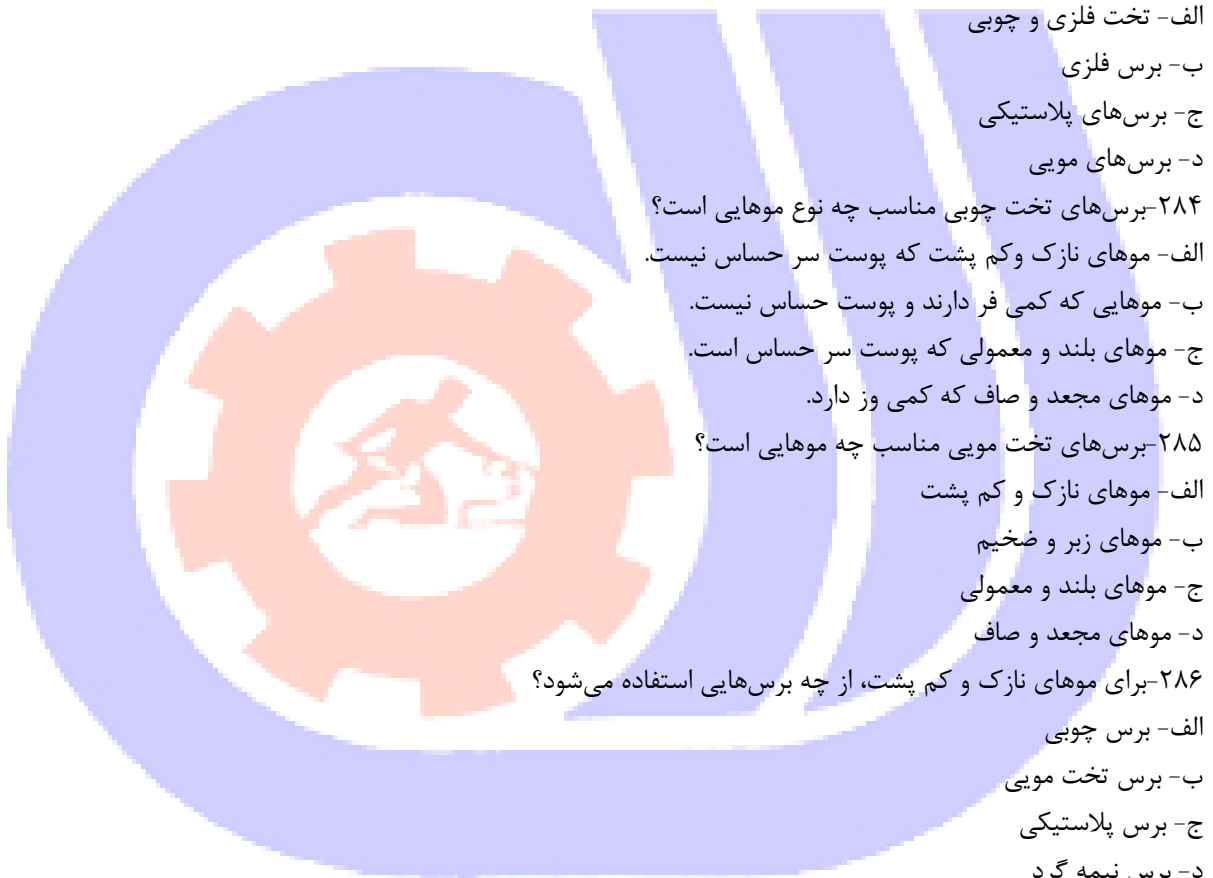 الف- تخت فلزی و چوبی
ب- برس فلزی
ج- برس‌های پلاستیکی
د- برس‌های مویی
۲۸۴-برس‌های تخت چوبی مناسب چه نوع موهایی است؟
الف- موهای نازک وکم پشت که پوست سر حساس نیست.
ب- موهایی که کمی فر دارند و پوست حساس نیست.
ج- موهای بلند و معمولی که پوست سر حساس است.
د- موهای مجعد و صاف که کمی وز دارد.
۲۸۵-برس‌های تخت مویی مناسب چه موهایی است؟
الف- موهای نازک و کم پشت
ب- موهای زبر و ضخیم
ج- موهای بلند و معمولی
د- موهای مجعد و صاف
۲۸۶-برای موهای نازک و کم پشت، از چه برس‌هایی استفاده می‌شود؟
الف- برس چوبی
ب- برس تخت مویی
ج- برس پلاستیکی
د- برس نیمه گرد